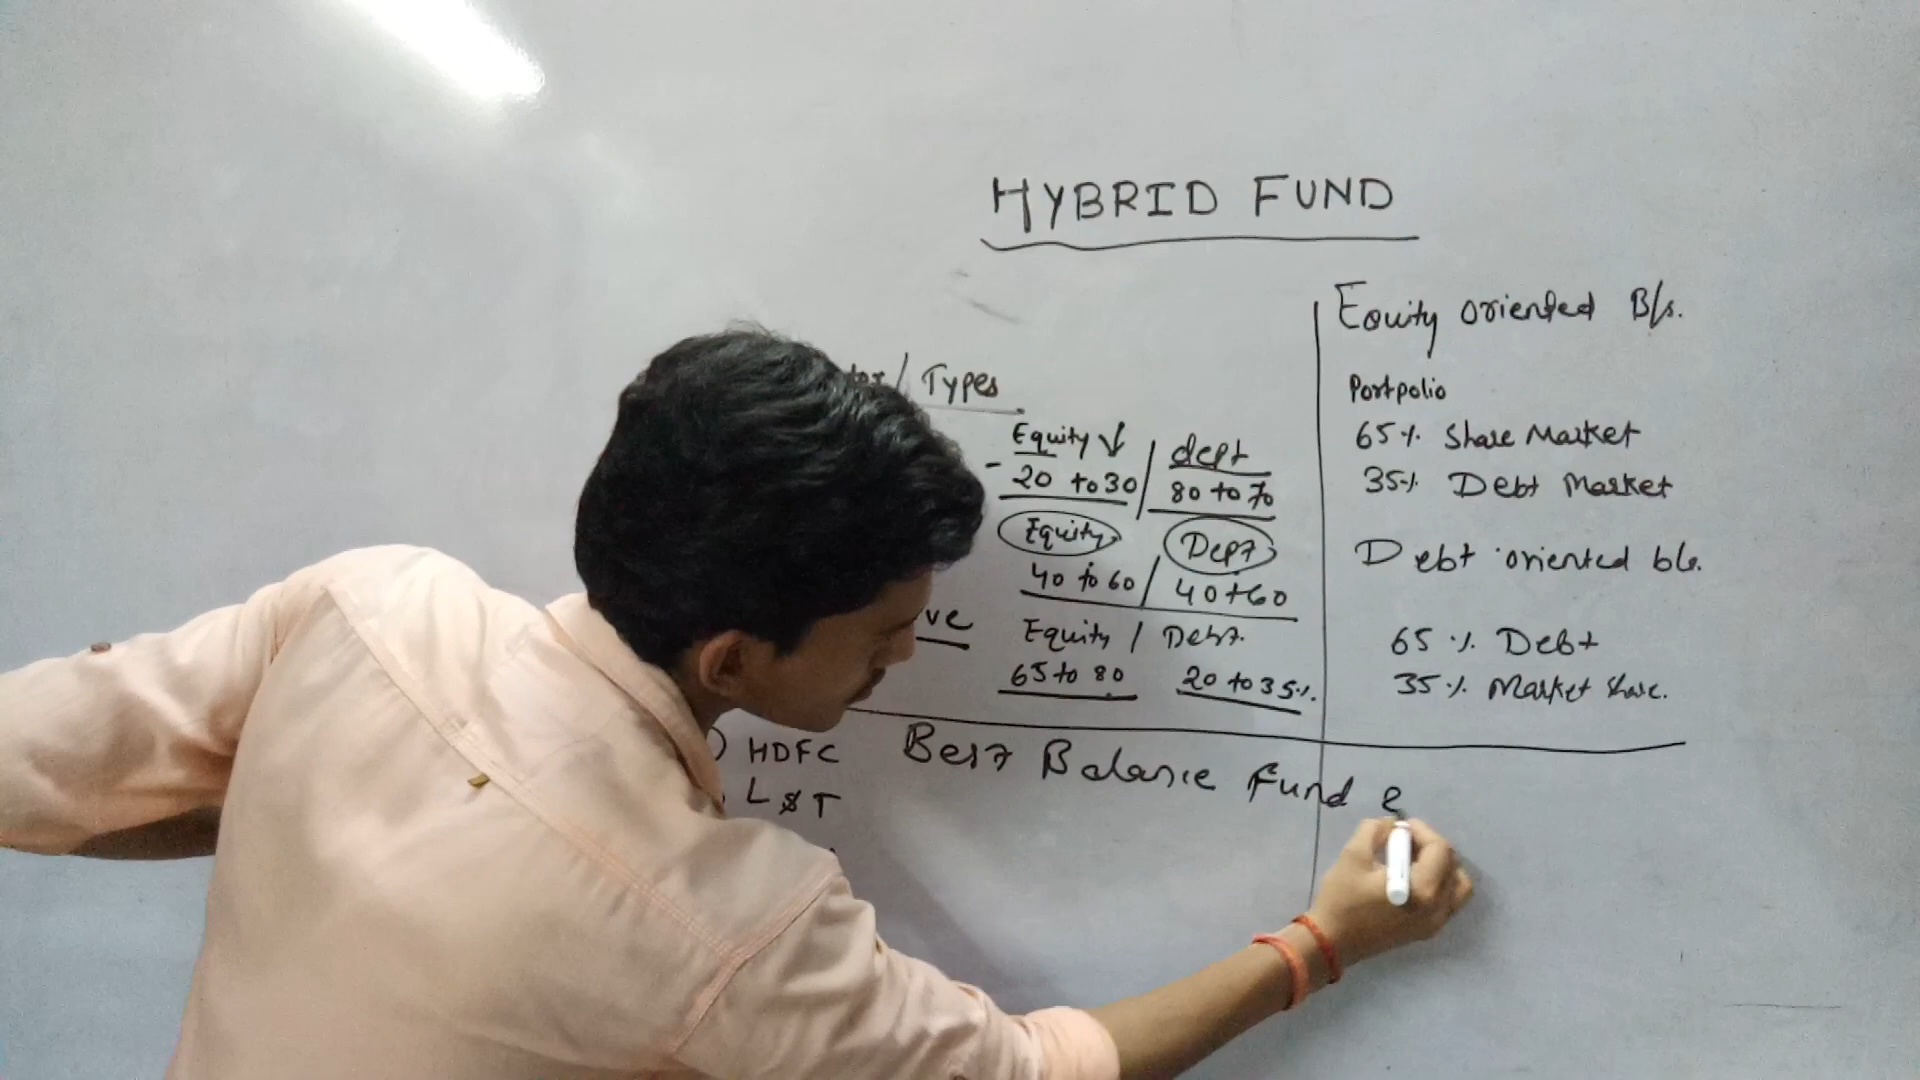 HYBRID FUND
/ Types
Equity ↓ / dept
- 20 to 30 / 80 to 70
Equity Dept
40 to 60 / 40 to 60
ve
Equity / Debt
65 to 80 20 to 35%.
Equity oriented B/s.
Portpolio
65% Share Market
35% Debt Market
Debt oriented b/s.
65% Debt
35% Market Share.
HDFC
L&T
Best Balance Fund